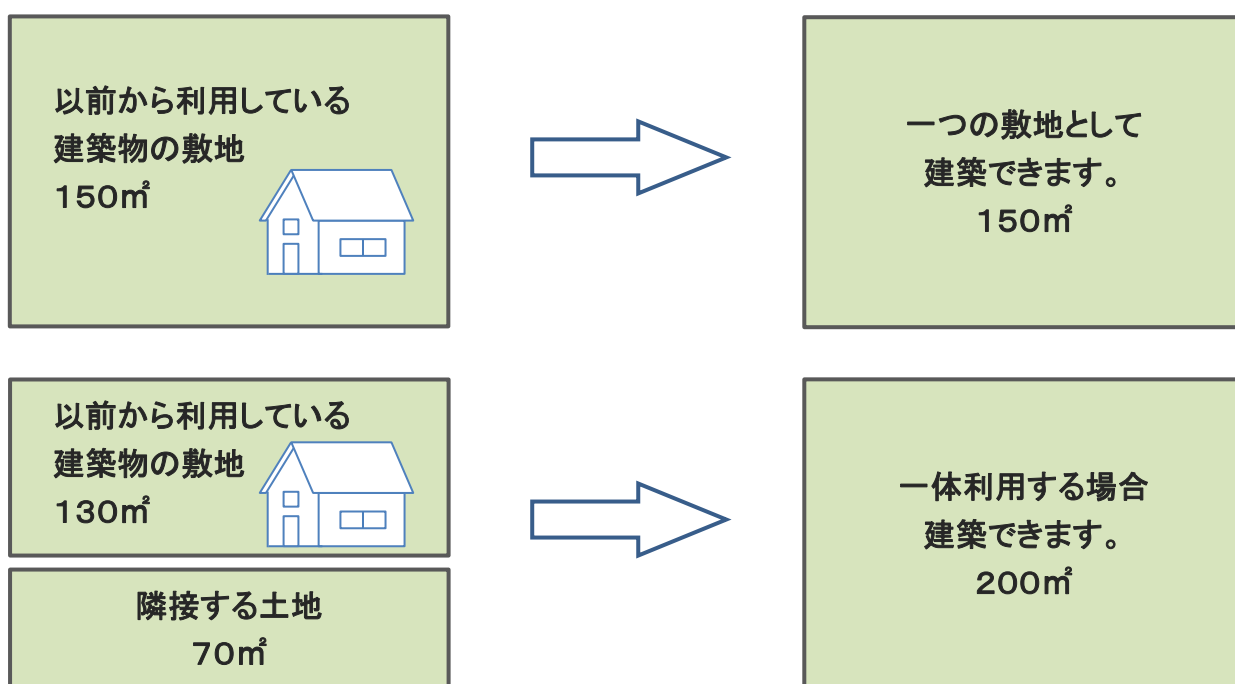 以前から利用している
建築物の敷地
150㎡
一つの敷地として
建築できます。
150㎡
以前から利用している
建築物の敷地
130㎡
隣接する土地
70㎡
一体利用する場合
建築できます。
200㎡